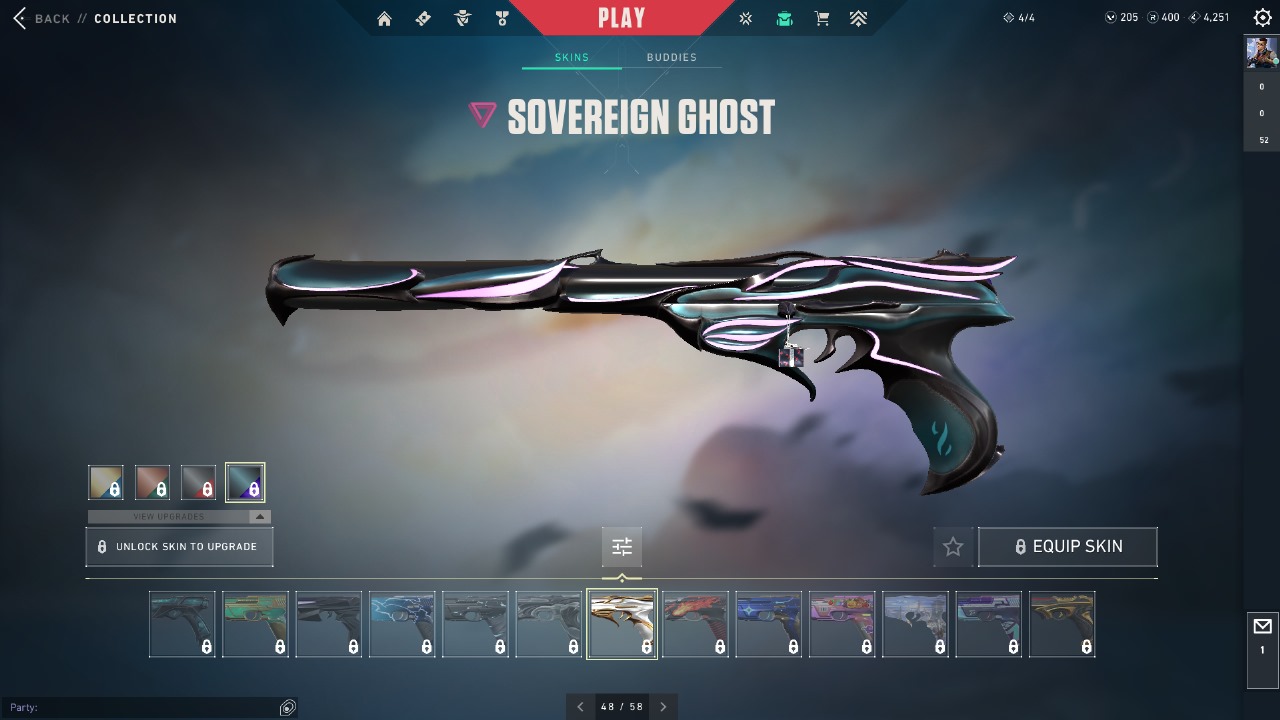 BACK // COLLECTION
PLAY
4/4
205
400
4,251
SKINS
BUDDIES
0
0
52
SOVEREIGN GHOST
VIEW UPGRADES
UNLOCK SKIN TO UPGRADE
EQUIP SKIN
1
Party:
48 / 58